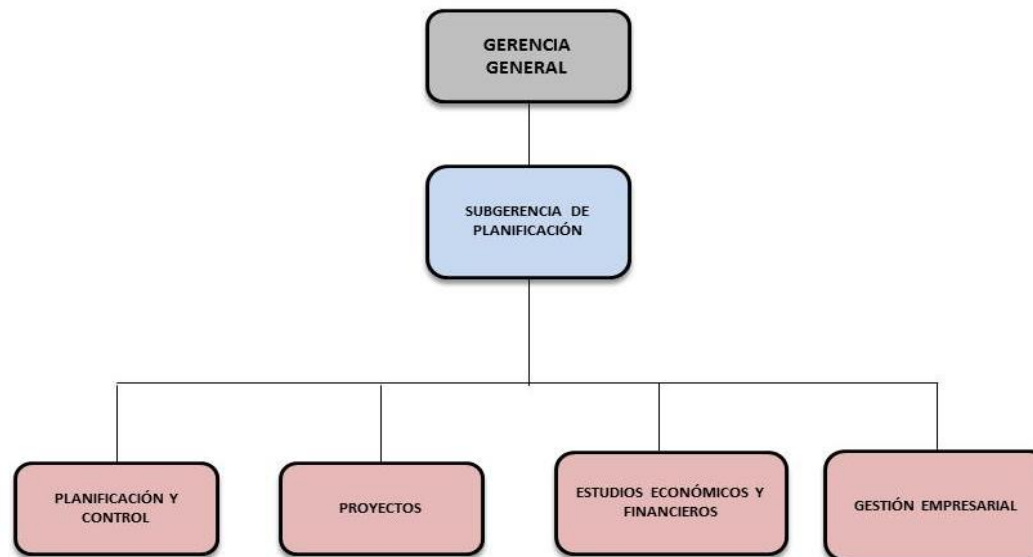 GERENCIA
GENERAL
SUBGERENCIA DE
PLANIFICACIÓN
PLANIFICACIÓN Y
CONTROL
PROYECTOS
ESTUDIOS ECONÓMICOS Y
FINANCIEROS
GESTIÓN EMPRESARIAL